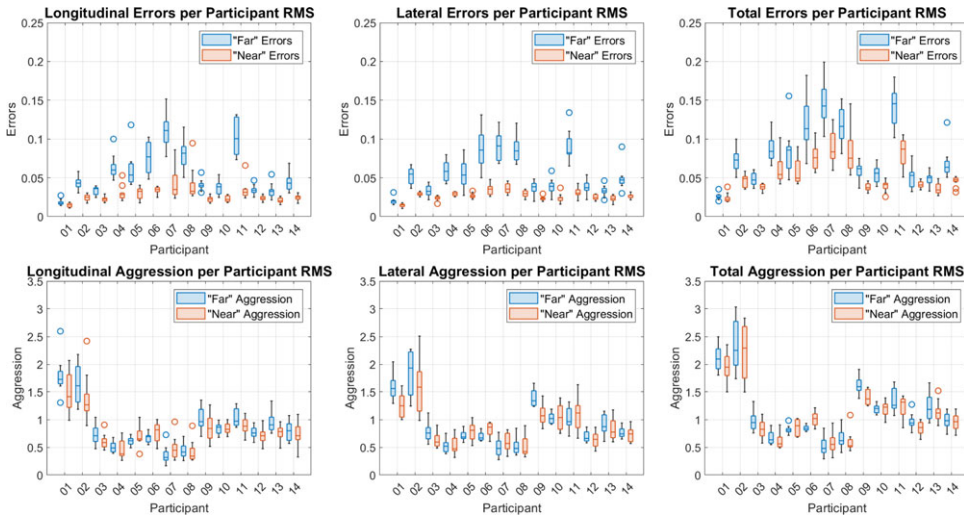 Longitudinal Errors per Participant RMS
0.25
0.2
0.15
0.1
0.05
0
Errors
"Far" Errors
"Near" Errors
01 02 03 04 05 06 07 08 09 10 11 12 13 14
Participant
Lateral Errors per Participant RMS
0.25
0.2
0.15
0.1
0.05
0
Errors
"Far" Errors
"Near" Errors
01 02 03 04 05 06 07 08 09 10 11 12 13 14
Participant
Total Errors per Participant RMS
0.25
0.2
0.15
0.1
0.05
0
Errors
"Far" Errors
"Near" Errors
01 02 03 04 05 06 07 08 09 10 11 12 13 14
Participant
Longitudinal Aggression per Participant RMS
3.5
3
2.5
2
1.5
1
0.5
0
Aggression
"Far" Aggression
"Near" Aggression
01 02 03 04 05 06 07 08 09 10 11 12 13 14
Participant
Lateral Aggression per Participant RMS
3.5
3
2.5
2
1.5
1
0.5
0
Aggression
"Far" Aggression
"Near" Aggression
01 02 03 04 05 06 07 08 09 10 11 12 13 14
Participant
Total Aggression per Participant RMS
3.5
3
2.5
2
1.5
1
0.5
0
Aggression
"Far" Aggression
"Near" Aggression
01 02 03 04 05 06 07 08 09 10 11 12 13 14
Participant